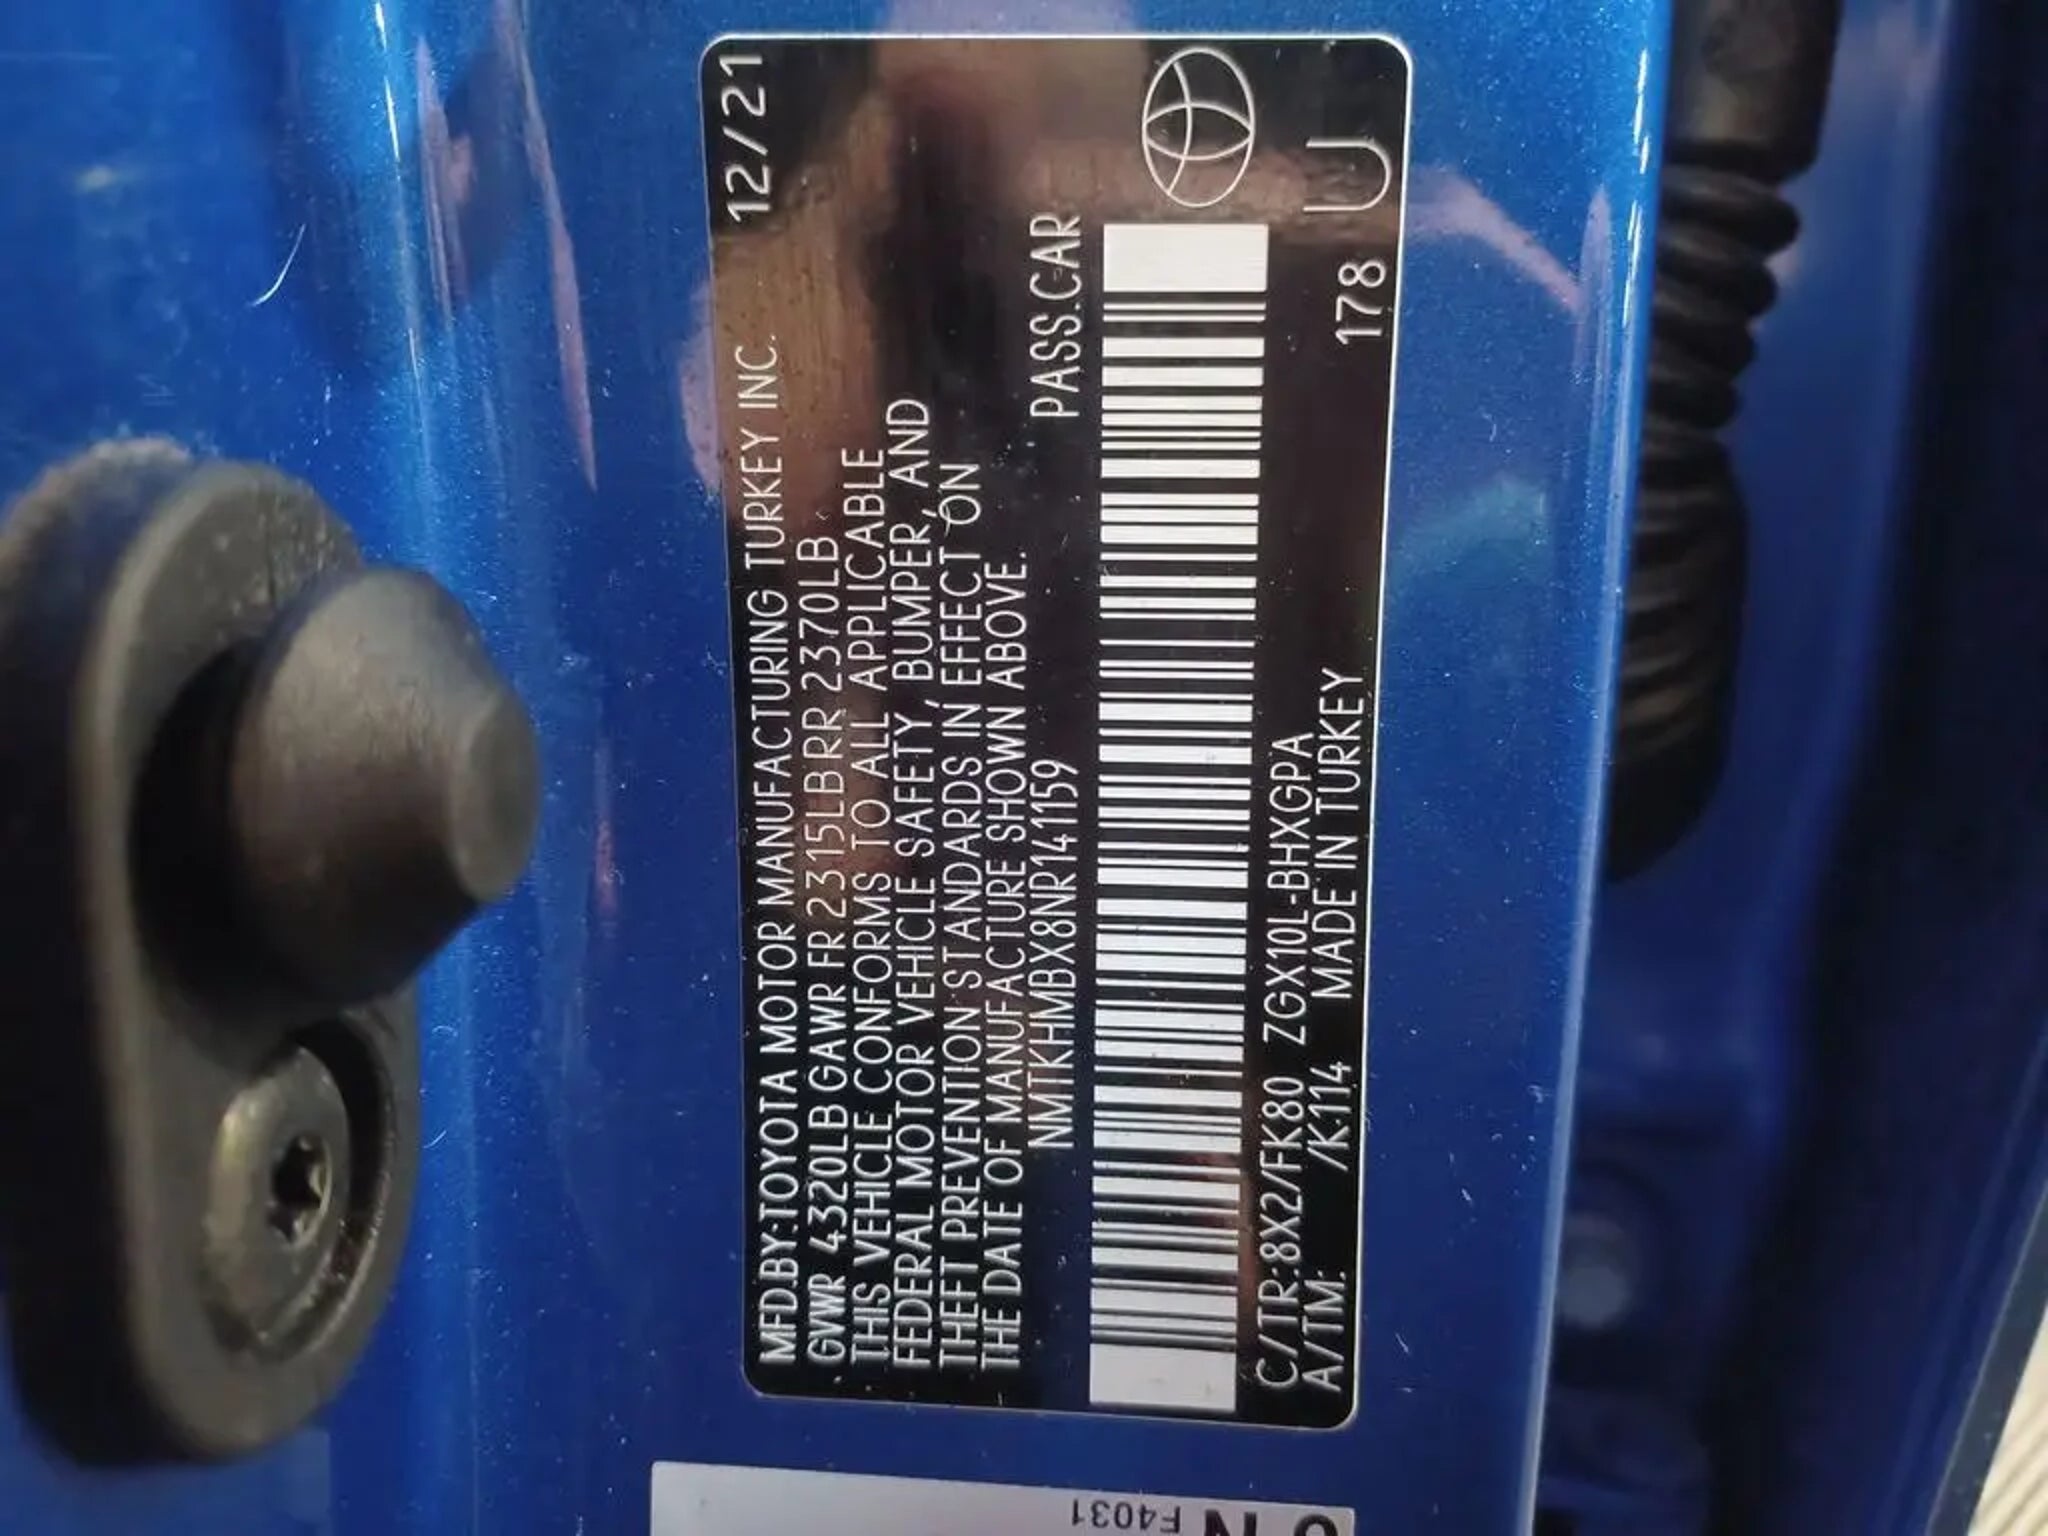 MFD.BY:TOYOTA MOTOR MANUFACTURING TURKEY INC. 12/21
GVWR 4320LB GAWR FR 2315LB RR 2370LB
THIS VEHICLE CONFORMS TO ALL APPLICABLE
FEDERAL MOTOR VEHICLE SAFETY, BUMPER, AND
THEFT PREVENTION STANDARDS IN EFFECT ON
THE DATE OF MANUFACTURE SHOWN ABOVE.
NMTKHMBX8NR141159 PASS.CAR
C/TR:8X2/FK80 ZGX10L-BHXGPA
A/TM: /K114 MADE IN TURKEY 178 U
F4031